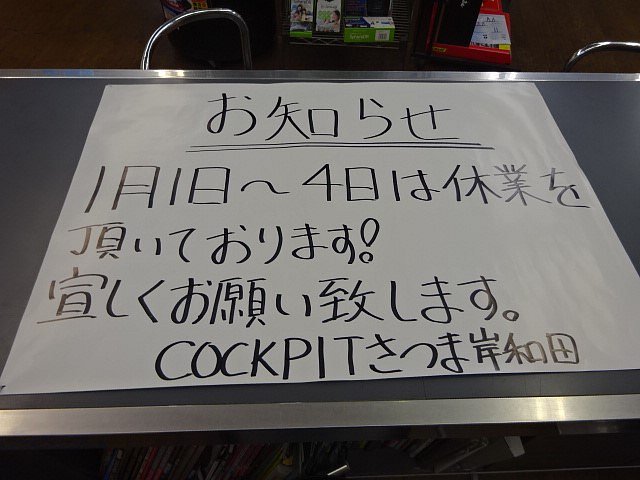 お知らせ
1月1日～4日は休業を
頂いております!
宜しくお願い致します。
COCKPITさつま岸和田